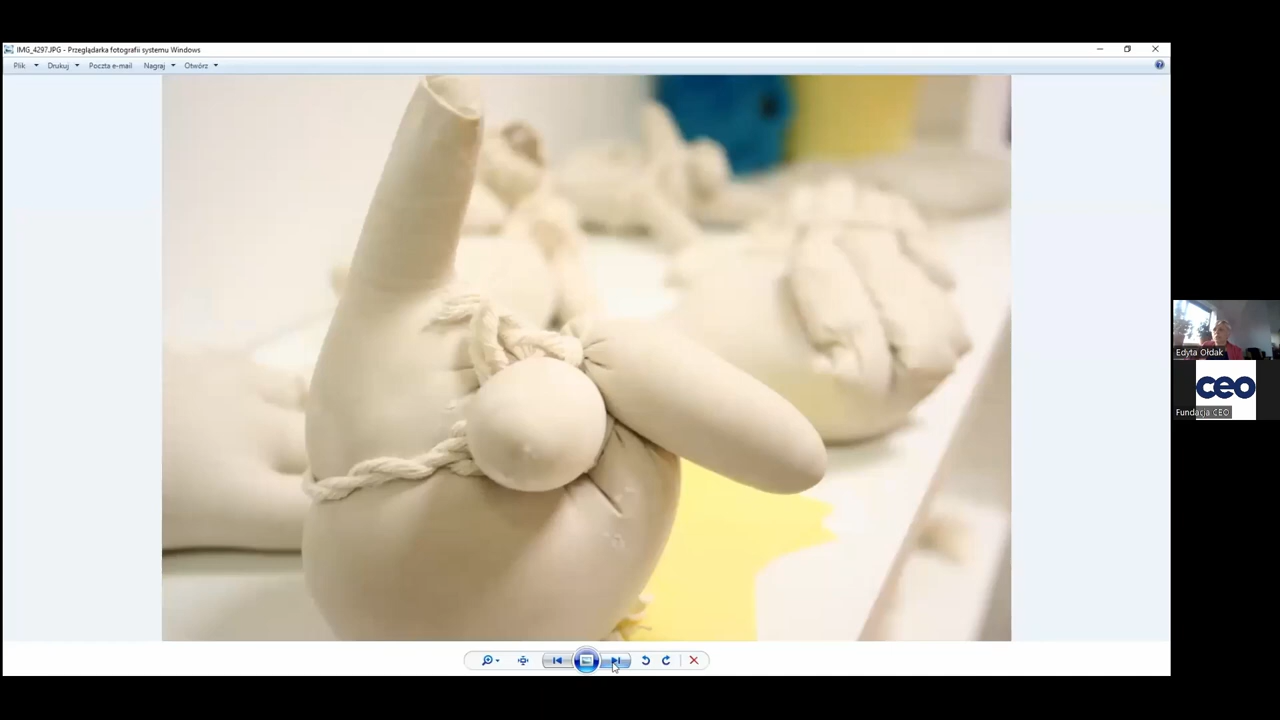 IMG_4297.JPG - Przeglądarka fotografii systemu Windows
Plik Drukuj Poczta e-mail Nagraj Otwórz
Edyta Ołdak
ceo
Fundacja CEO